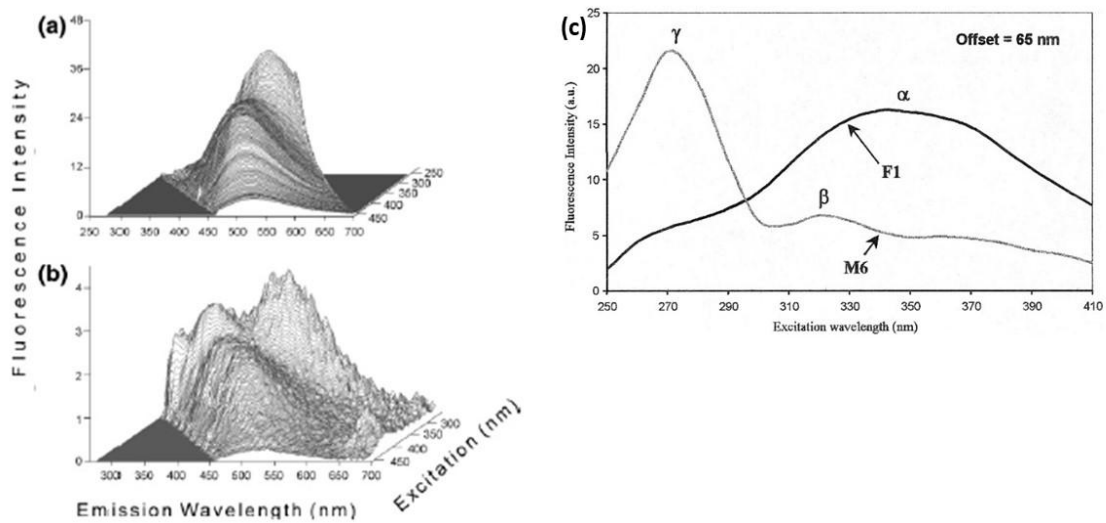 (a)
48
36
24
12
0
250 300 350 400 450 500 550 600 650 700
250
300
350
400
450
(b)
4
3
2
1
0
300 350 400 450 500 550 600 650 700
300
350
400
450
Fluorescence Intensity
Emission Wavelength (nm)
Excitation (nm)
(c)
Offset = 65 nm
γ
α
β
F1
M6
25
20
15
10
5
0
250 270 290 310 330 350 370 390 410
Fluorescence Intensity (a.u.)
Excitation wavelength (nm)